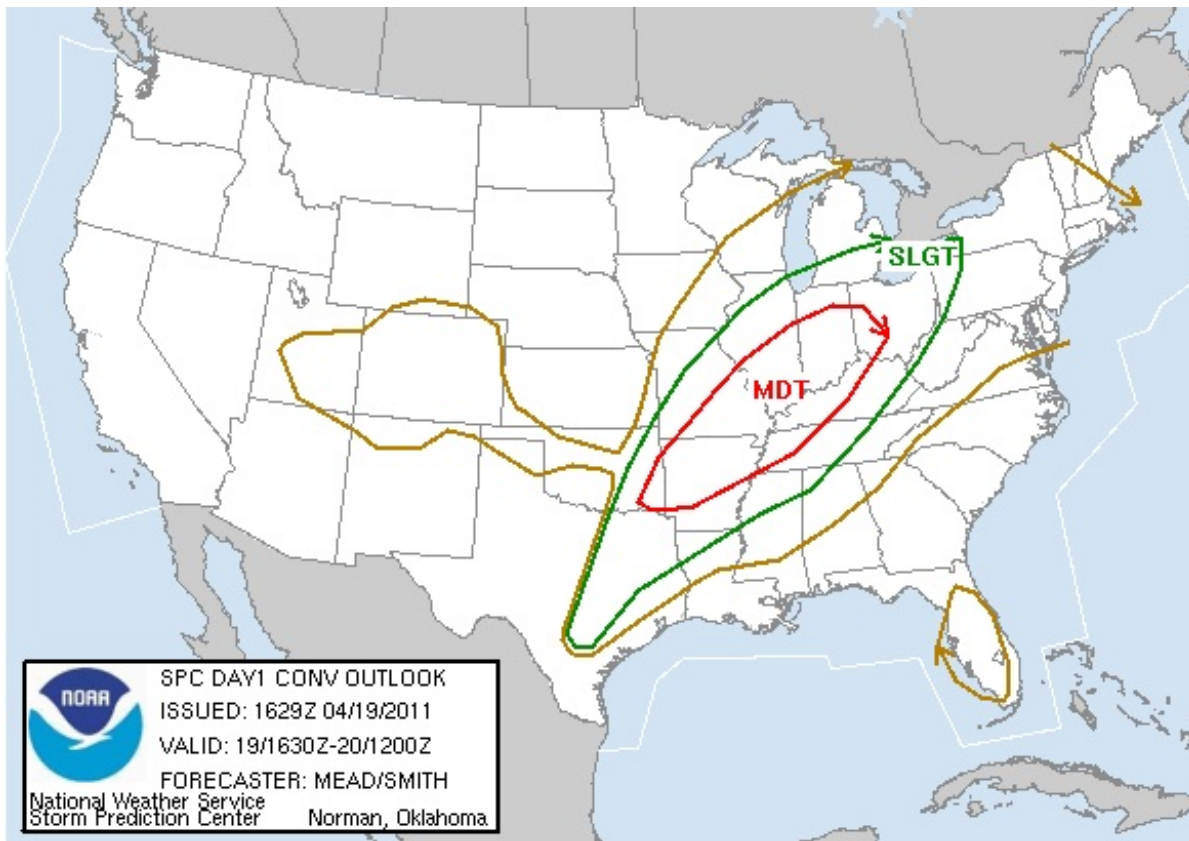 SLGT
MDT
SPC DAY1 CONV OUTLOOK
ISSUED: 1629Z 04/19/2011
VALID: 19/1630Z-20/1200Z
FORECASTER: MEAD/SMITH
NOAA
National Weather Service
Storm Prediction Center Norman, Oklahoma